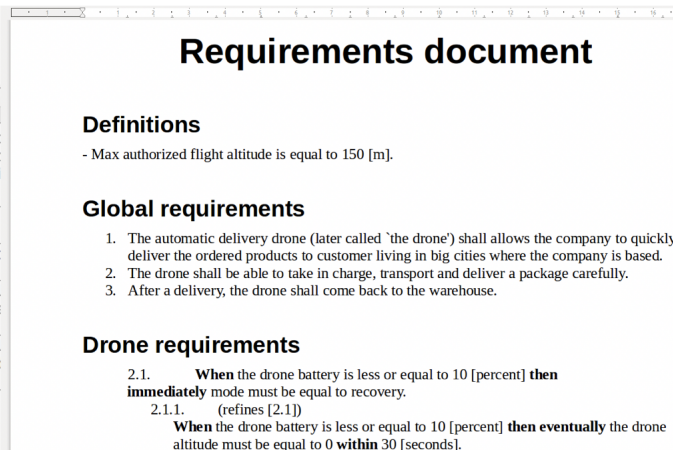 Requirements document
Definitions
- Max authorized flight altitude is equal to 150 [m].
Global requirements
1. The automatic delivery drone (later called `the drone') shall allows the company to quickly
deliver the ordered products to customer living in big cities where the company is based.
2. The drone shall be able to take in charge, transport and deliver a package carefully.
3. After a delivery, the drone shall come back to the warehouse.
Drone requirements
2.1. When the drone battery is less or equal to 10 [percent] then
immediately mode must be equal to recovery.
2.1.1. (refines [2.1])
When the drone battery is less or equal to 10 [percent] then eventually the drone
altitude must be equal to 0 within 30 [seconds].